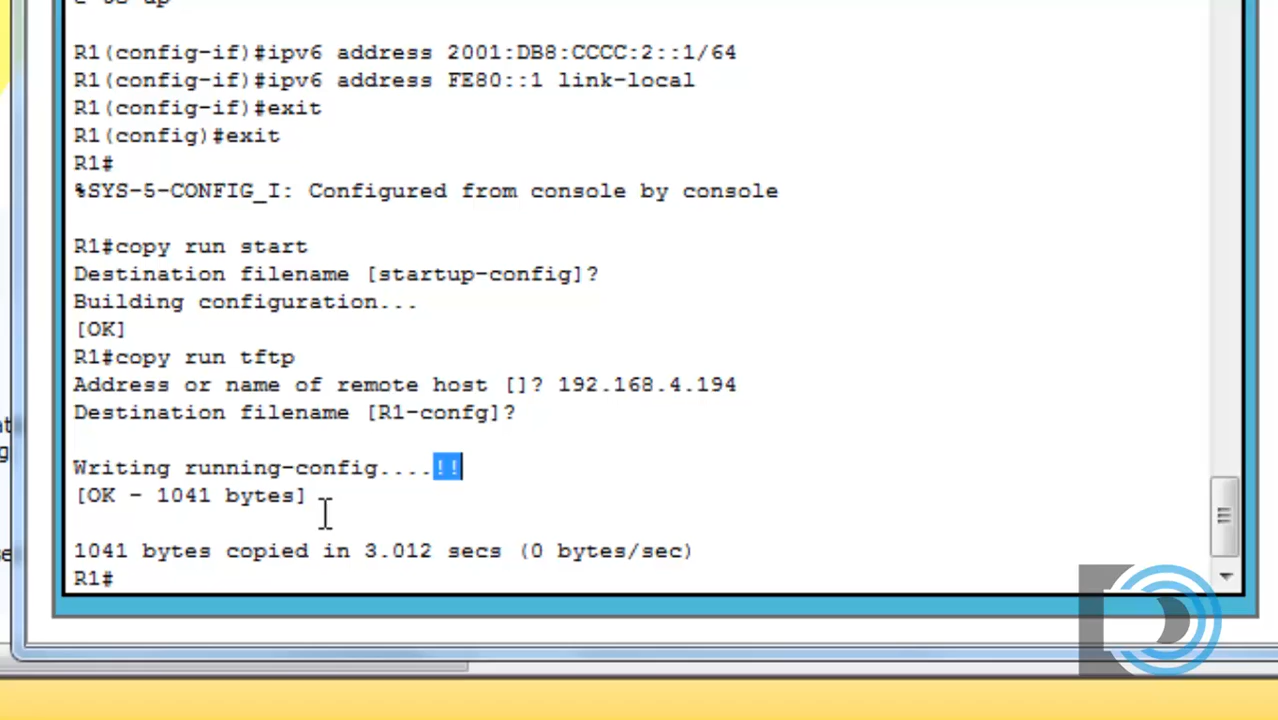 R1(config-if)#ipv6 address 2001:DB8:CCCC:2::1/64
R1(config-if)#ipv6 address FE80::1 link-local
R1(config-if)#exit
R1(config)#exit
R1#
%SYS-5-CONFIG_I: Configured from console by console
R1#copy run start
Destination filename [startup-config]?
Building configuration...
[OK]
R1#copy run tftp
Address or name of remote host []? 192.168.4.194
Destination filename [R1-confg]?
Writing running-config....!!
[OK - 1041 bytes]
1041 bytes copied in 3.012 secs (0 bytes/sec)
R1#